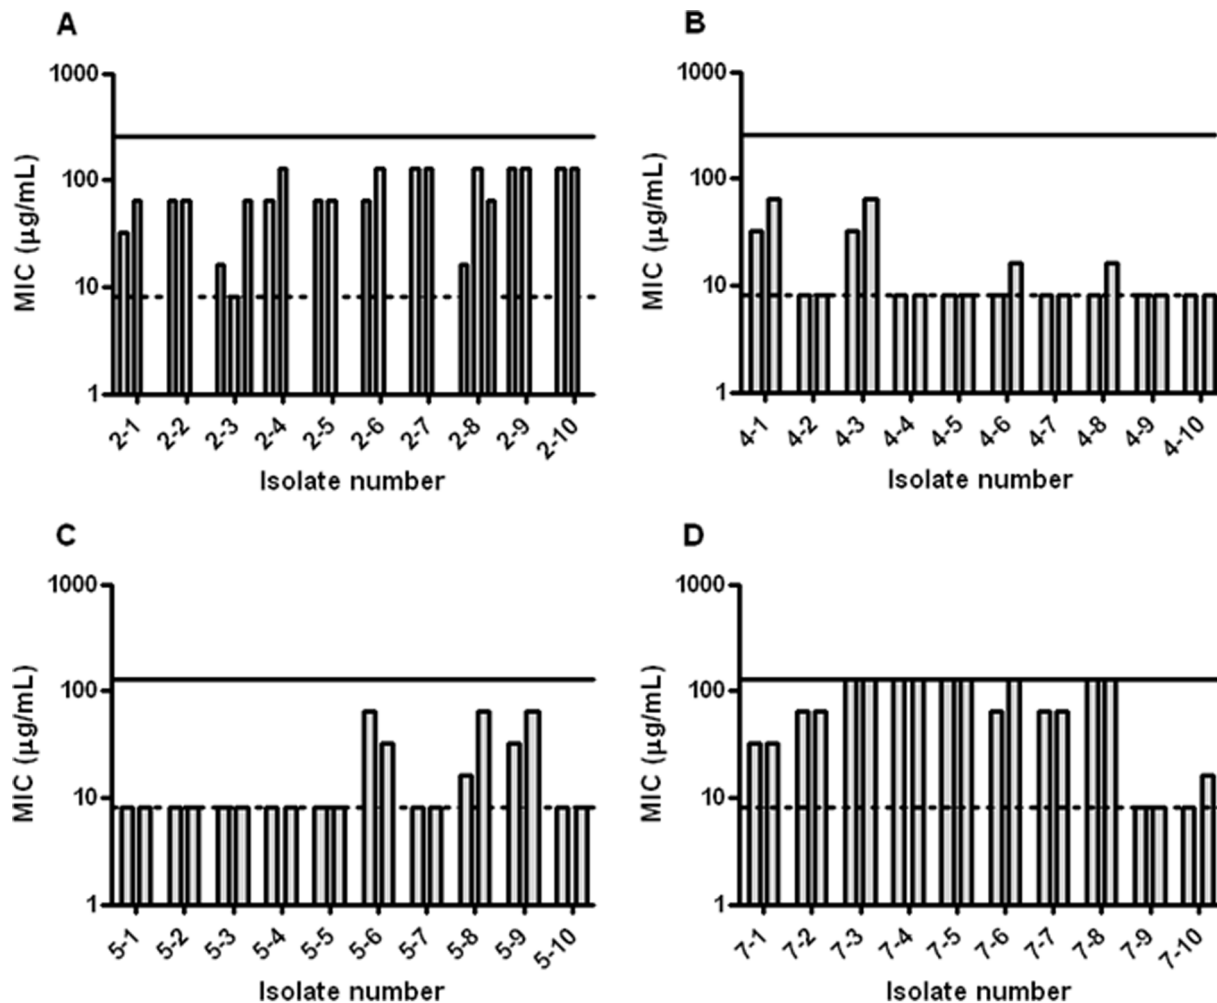 A
MIC (µg/mL)
1000
100
10
1
2-1 2-2 2-3 2-4 2-5 2-6 2-7 2-8 2-9 2-10
Isolate number
B
MIC (µg/mL)
1000
100
10
1
4-1 4-2 4-3 4-4 4-5 4-6 4-7 4-8 4-9 4-10
Isolate number
C
MIC (µg/mL)
1000
100
10
1
5-1 5-2 5-3 5-4 5-5 5-6 5-7 5-8 5-9 5-10
Isolate number
D
MIC (µg/mL)
1000
100
10
1
7-1 7-2 7-3 7-4 7-5 7-6 7-7 7-8 7-9 7-10
Isolate number